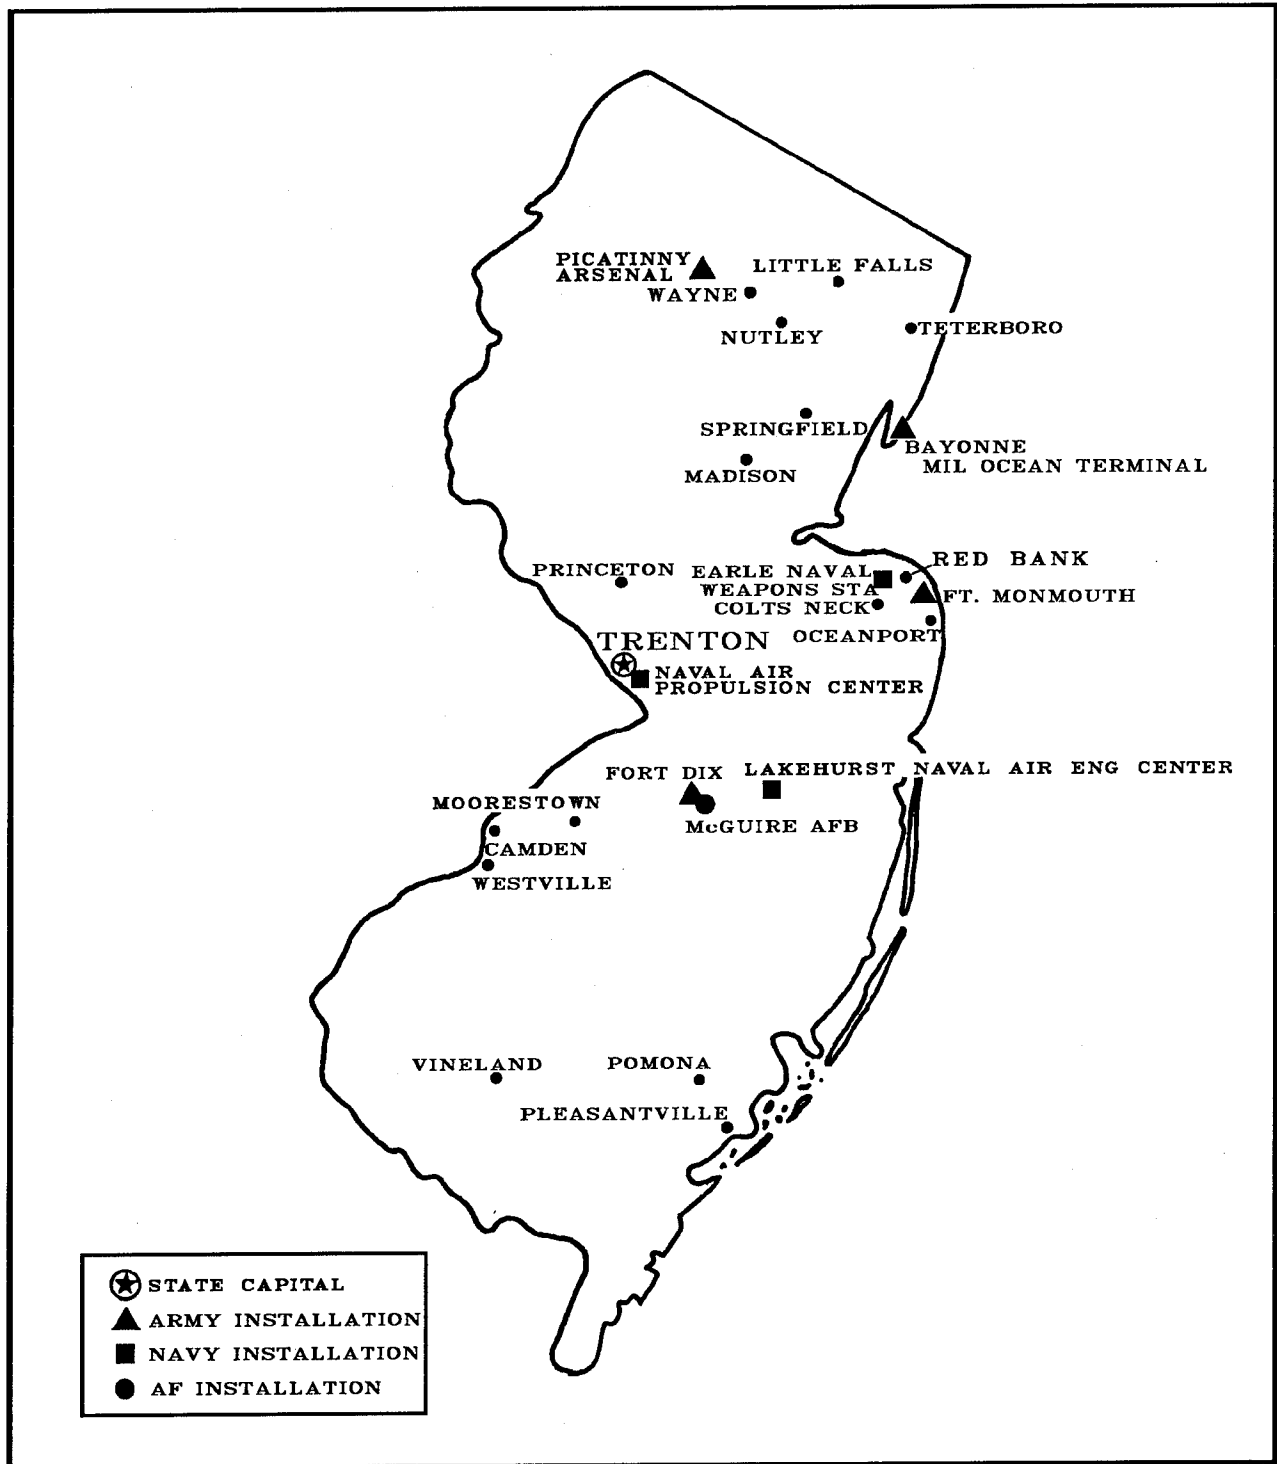 PICATINNY
ARSENAL
LITTLE FALLS
WAYNE
NUTLEY
TETERBORO
SPRINGFIELD
BAYONNE
MIL OCEAN TERMINAL
MADISON
RED BANK
PRINCETON
EARLE NAVAL
WEAPONS STA
COLTS NECK
FT. MONMOUTH
OCEANPORT
TRENTON
NAVAL AIR
PROPULSION CENTER
FORT DIX
LAKEHURST NAVAL AIR ENG CENTER
MOORESTOWN
McGUIRE AFB
CAMDEN
WESTVILLE
VINELAND
POMONA
PLEASANTVILLE
STATE CAPITAL
ARMY INSTALLATION
NAVY INSTALLATION
AF INSTALLATION